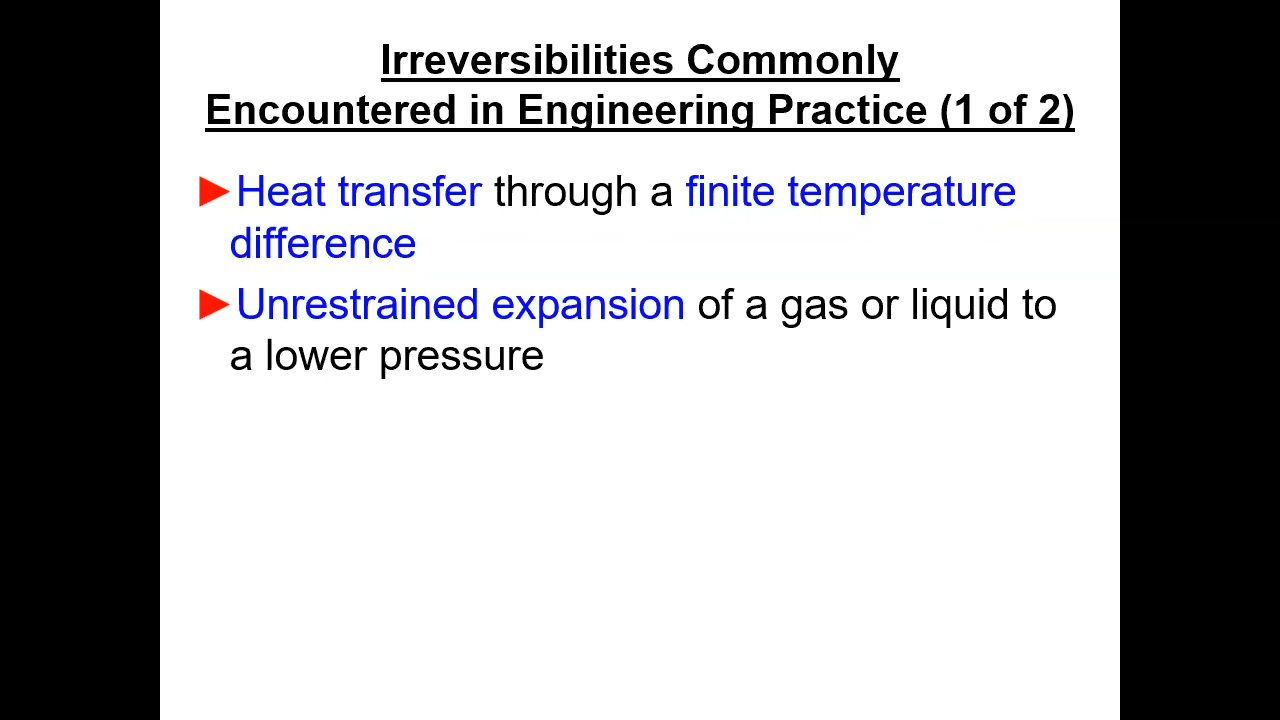 Irreversibilities Commonly
Encountered in Engineering Practice (1 of 2)
►Heat transfer through a finite temperature
difference
►Unrestrained expansion of a gas or liquid to
a lower pressure